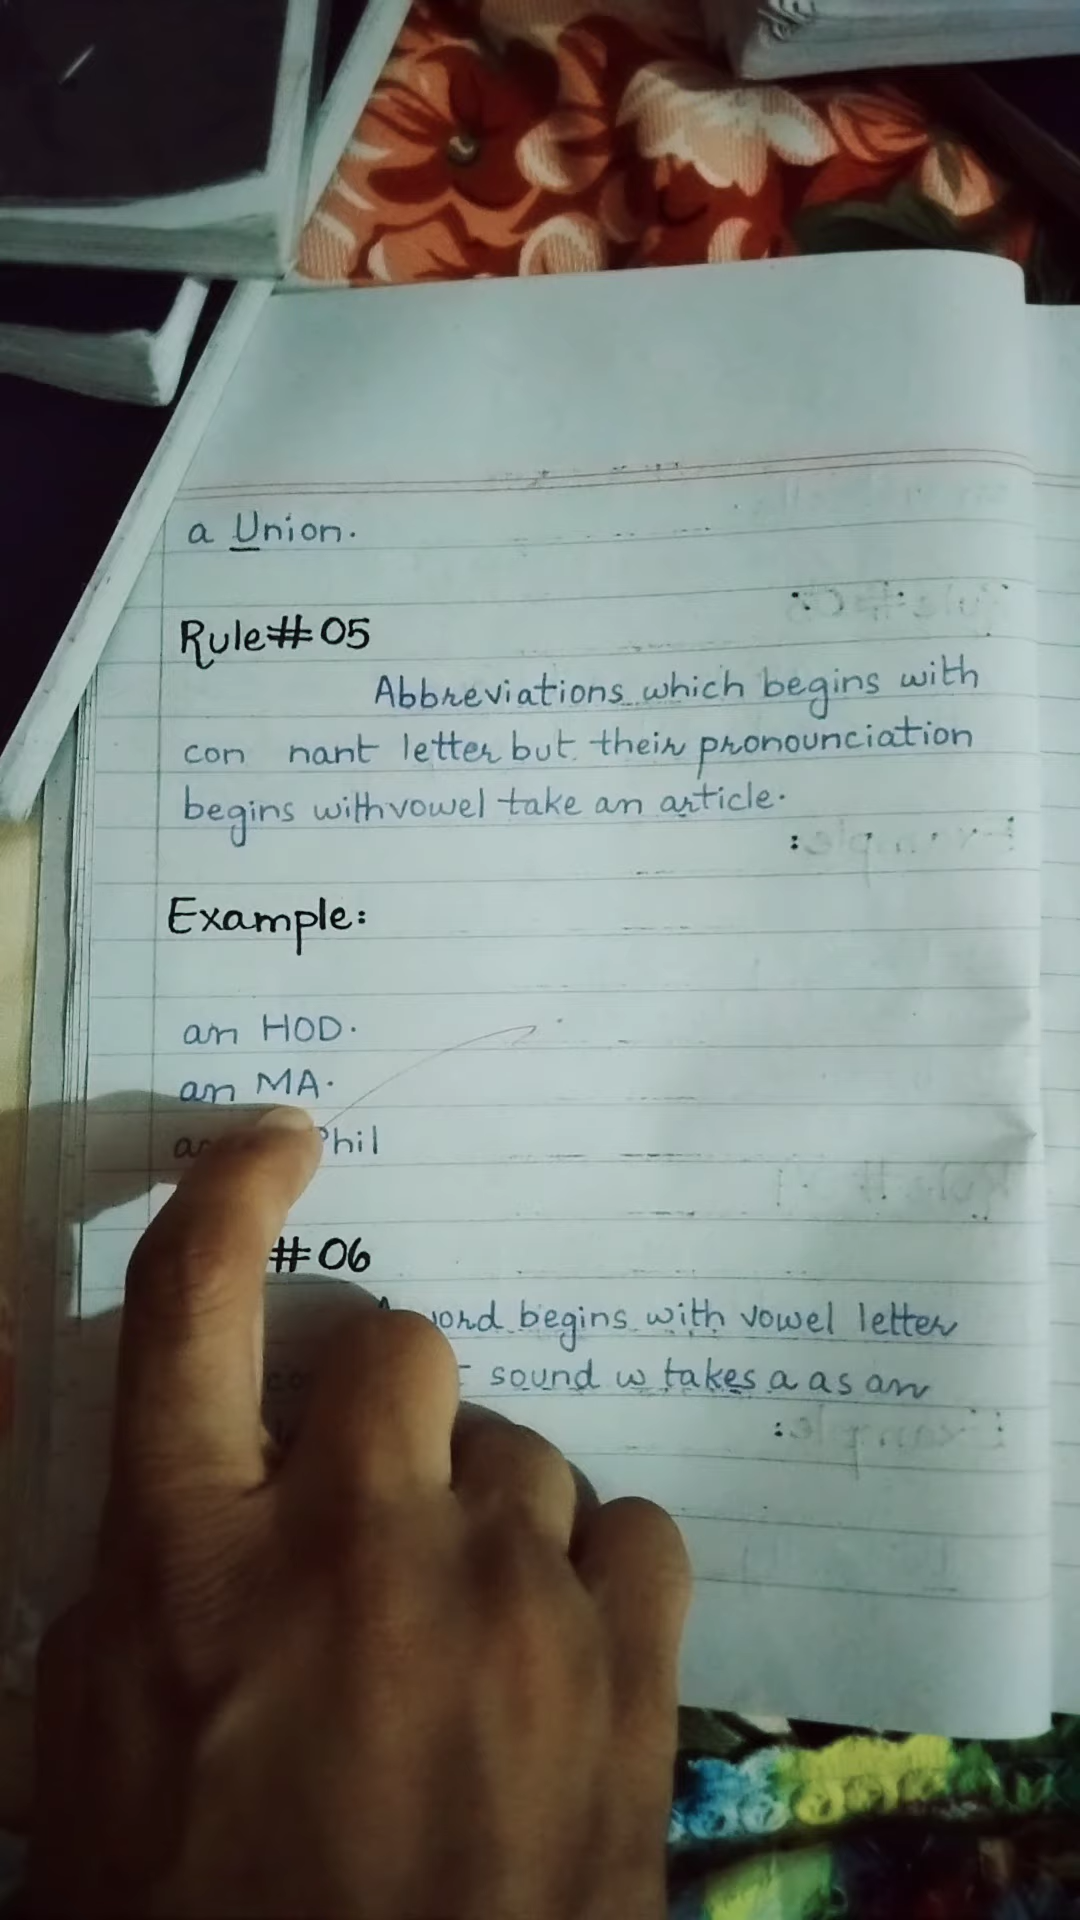 a Union.
Rule# 05
Abbreviations which begins with
con nant letter but their pronounciation
begins with vowel take an article.
Example:
an HOD.
an MA.
Phil
# 06
word begins with vowel letter
sound w takes a as an